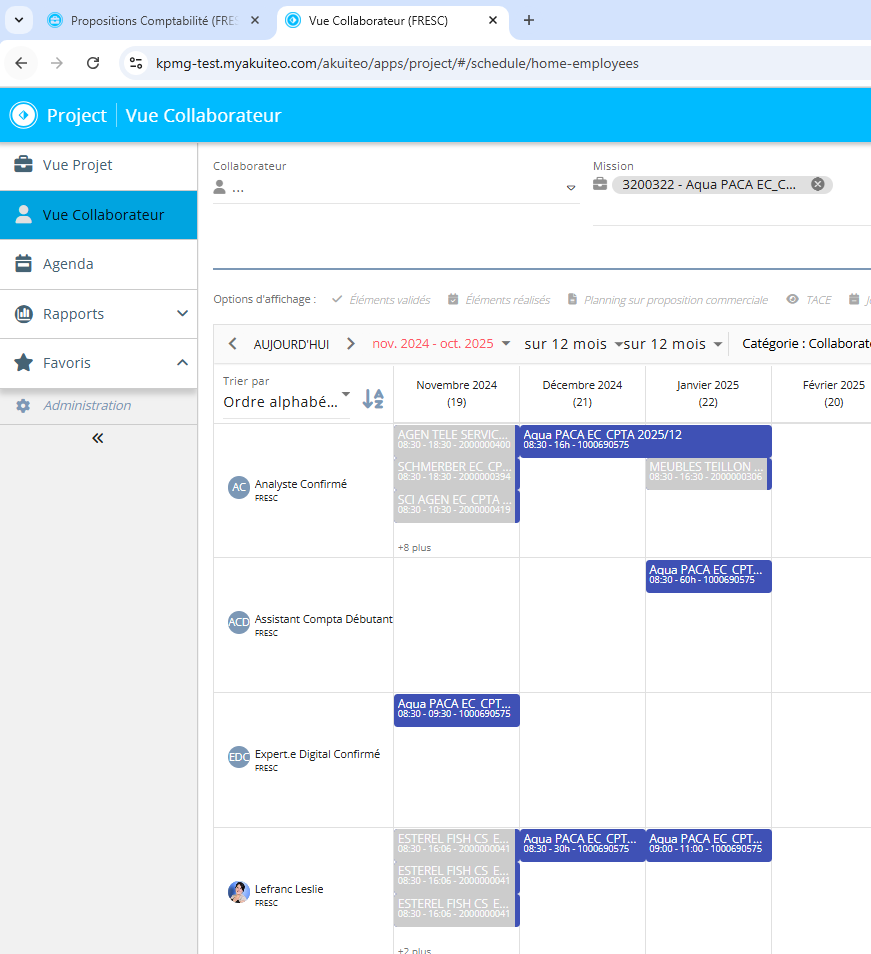 Propositions Comptabilité (FRESC
Vue Collaborateur (FRESC)
kpmg-test.myakuiteo.com/akuiteo/apps/project/#/schedule/home-employees
Project | Vue Collaborateur
Vue Projet
Vue Collaborateur
Agenda
Rapports
Favoris
Administration
Collaborateur
...
Mission
3200322 - Aqua PACA EC_C...
Options d'affichage :
Éléments validés
Éléments réalisés
Planning sur proposition commerciale
TACE
AUJOURD'HUI
nov. 2024 - oct. 2025
sur 12 mois
sur 12 mois
Catégorie : Collaborate
Trier par
Ordre alphabé...
Novembre 2024
(19)
Décembre 2024
(21)
Janvier 2025
(22)
Février 2025
(20)
AC
Analyste Confirmé
FRESC
AGEN TELE SERVIC...
08:30 - 18:30 - 2000000400
SCHMERBER EC_CP...
08:30 - 18:30 - 2000000394
SCI AGEN EC_CPTA ...
08:30 - 10:30 - 2000000419
+8 plus
Aqua PACA EC_CPTA 2025/12
08:30 - 16h - 1000690575
MEUBLES TEILLON ...
08:30 - 16:30 - 2000000306
ACD
Assistant Compta Débutant
FRESC
Aqua PACA EC_CPT...
08:30 - 60h - 1000690575
EDC
Expert.e Digital Confirmé
FRESC
Aqua PACA EC_CPT...
08:30 - 09:30 - 1000690575
Lefranc Leslie
FRESC
ESTEREL FISH CS_E...
08:30 - 16:06 - 2000000041
ESTEREL FISH CS_E...
08:30 - 16:06 - 2000000041
ESTEREL FISH CS_E...
08:30 - 16:06 - 2000000041
+2 plus
Aqua PACA EC_CPT...
08:30 - 30h - 1000690575
Aqua PACA EC_CPT...
09:00 - 11:00 - 1000690575